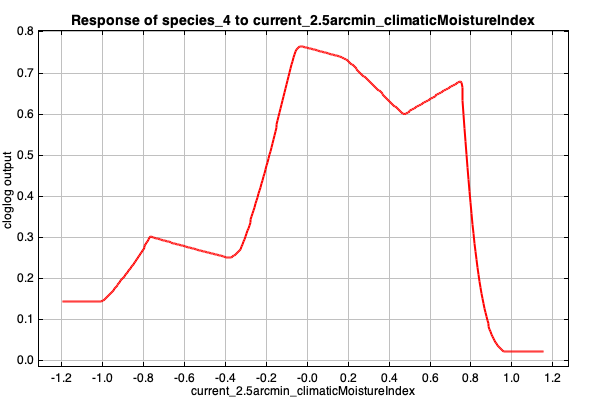 Response of species_4 to current_2.5arcmin_climaticMoistureIndex
cloglog output
0.8
0.7
0.6
0.5
0.4
0.3
0.2
0.1
0.0
-1.2 -1.0 -0.8 -0.6 -0.4 -0.2 -0.0 0.2 0.4 0.6 0.8 1.0 1.2
current_2.5arcmin_climaticMoistureIndex